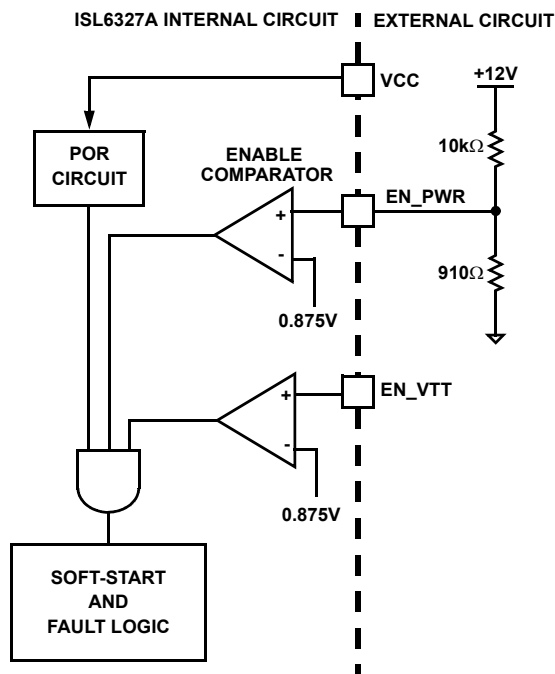 ISL6327A INTERNAL CIRCUIT
EXTERNAL CIRCUIT
VCC
+12V
POR
CIRCUIT
ENABLE
COMPARATOR
10kΩ
+
EN_PWR
-
910Ω
0.875V
+
EN_VTT
-
0.875V
SOFT-START
AND
FAULT LOGIC